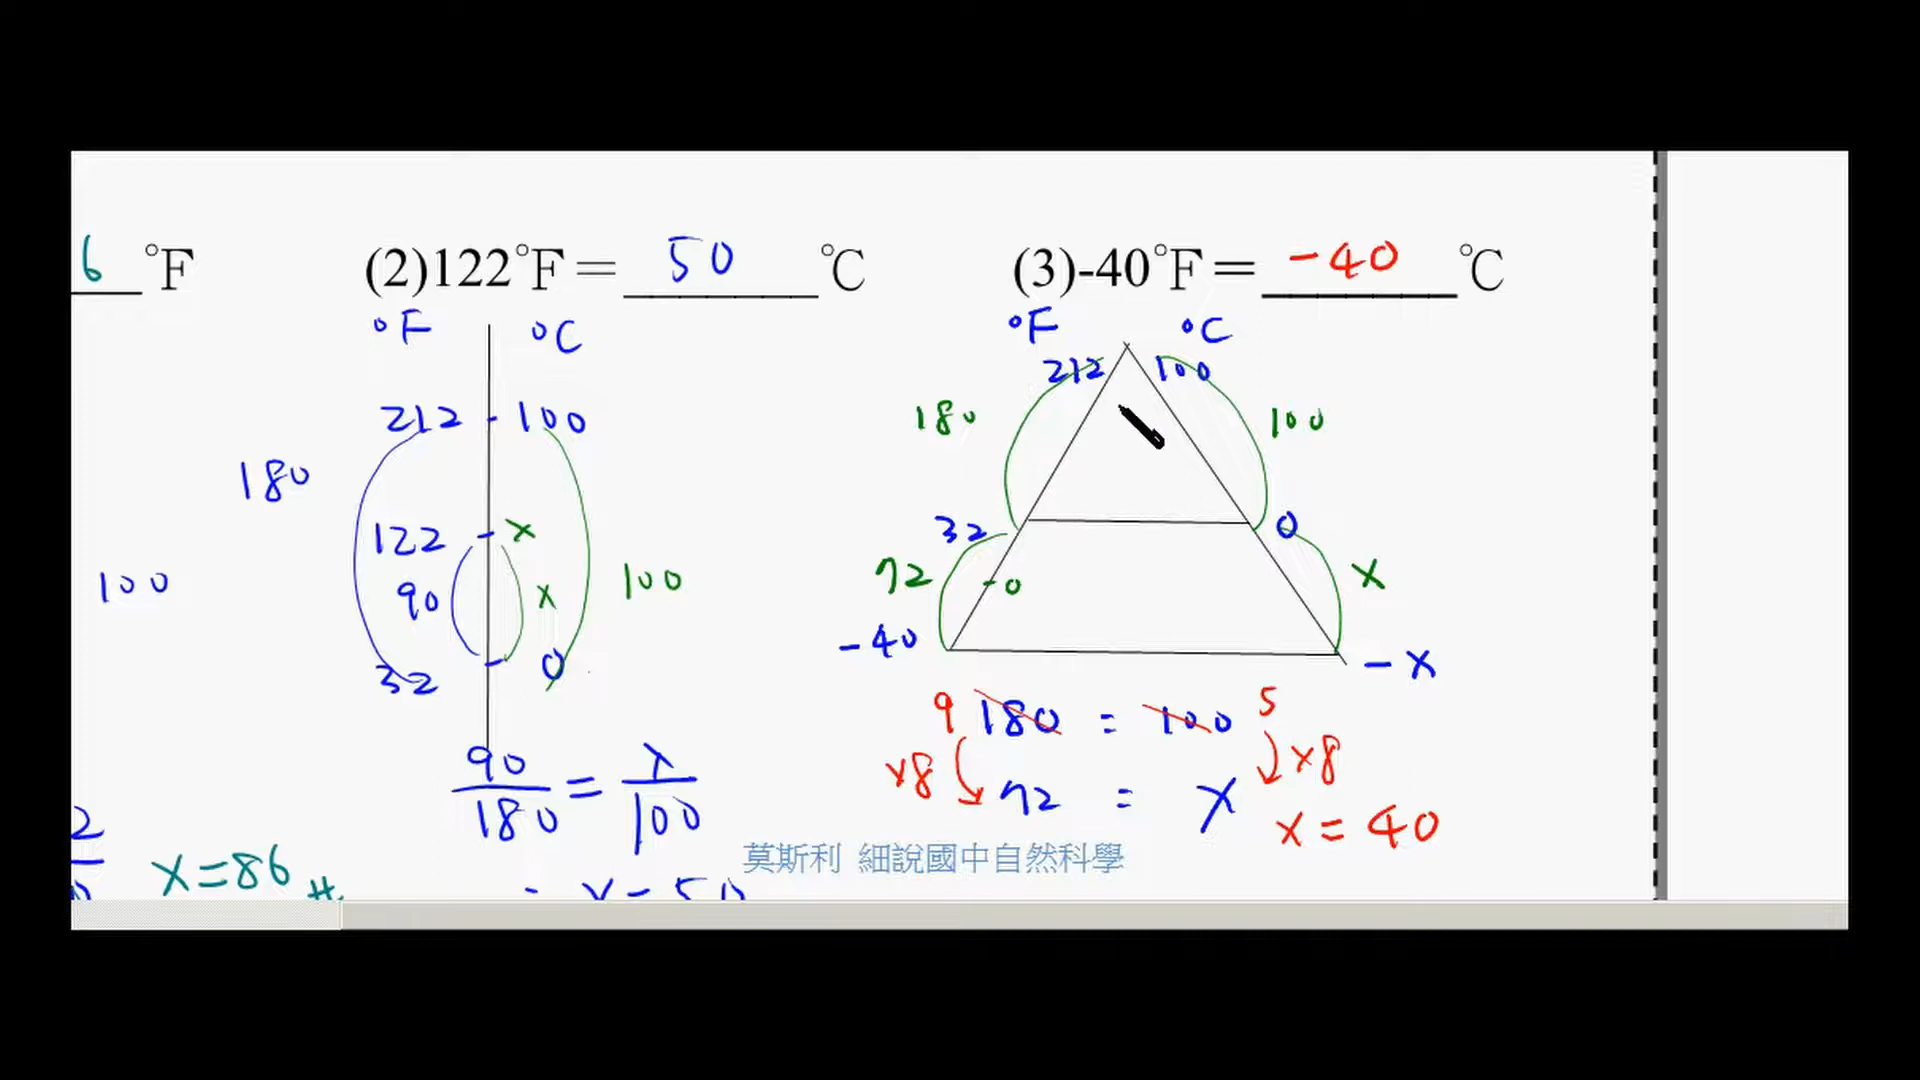 6 °F
(2)122°F= 50 °C
(3)-40°F= -40 °C
°F °C
°F °C
212 100
180 100
212 - 100
180
32 0
122 - x
72 x
100
90 x 100
-0
-40 -x
32 - 0
9 180 = 100 5
×8 ×8
72 = x
x = 40
90/180 = x/100
2
x=86 #
莫斯利 細說國中自然科學